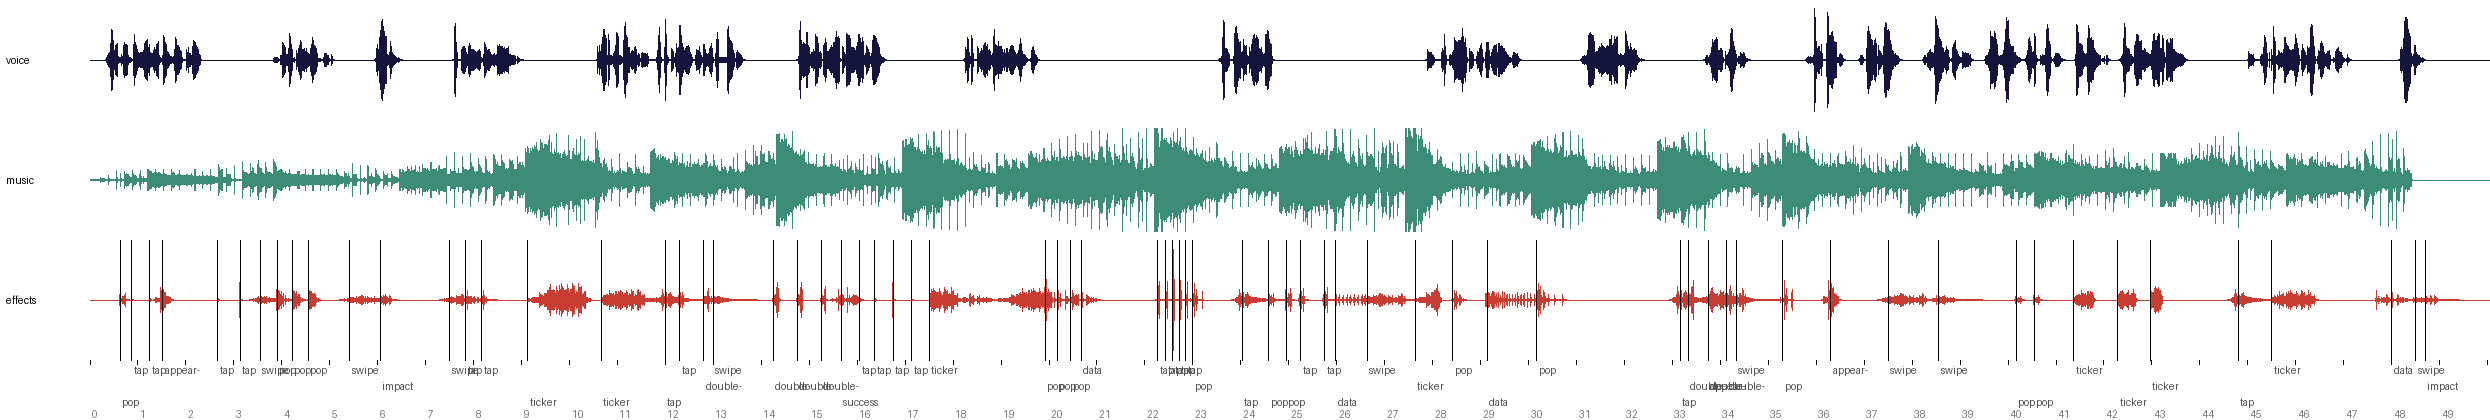 voice
music
effects
tap tap appear- tap tap swipe pop pop pop swipe swipe tap tap tap swipe tap tap tap tap ticker data tap tap tap swipe pop pop swipe appear- swipe swipe ticker ticker data swipe
impact double- double- double- double- pop pop pop pop ticker double- double- double- pop ticker impact
pop ticker ticker tap success tap pop pop data data tap pop pop ticker tap
0 1 2 3 4 5 6 7 8 9 10 11 12 13 14 15 16 17 18 19 20 21 22 23 24 25 26 27 28 29 30 31 32 33 34 35 36 37 38 39 40 41 42 43 44 45 46 47 48 49